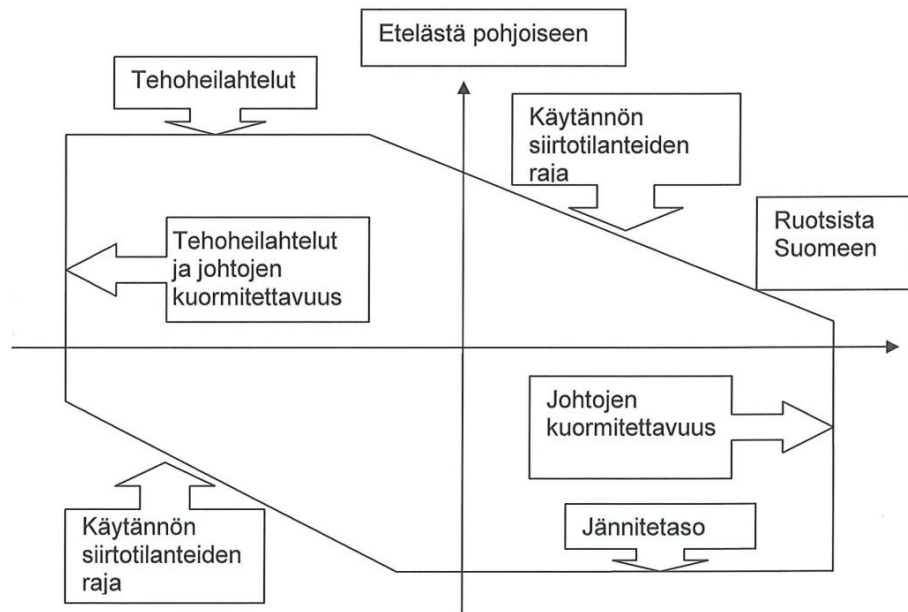 Etelästä pohjoiseen
Tehoheilahtelut
Käytännön
siirtotilanteiden
raja
Ruotsista
Suomeen
Tehoheilahtelut
ja johtojen
kuormitettavuus
Johtojen
kuormitettavuus
Käytännön
siirtotilanteiden
raja
Jännitetaso